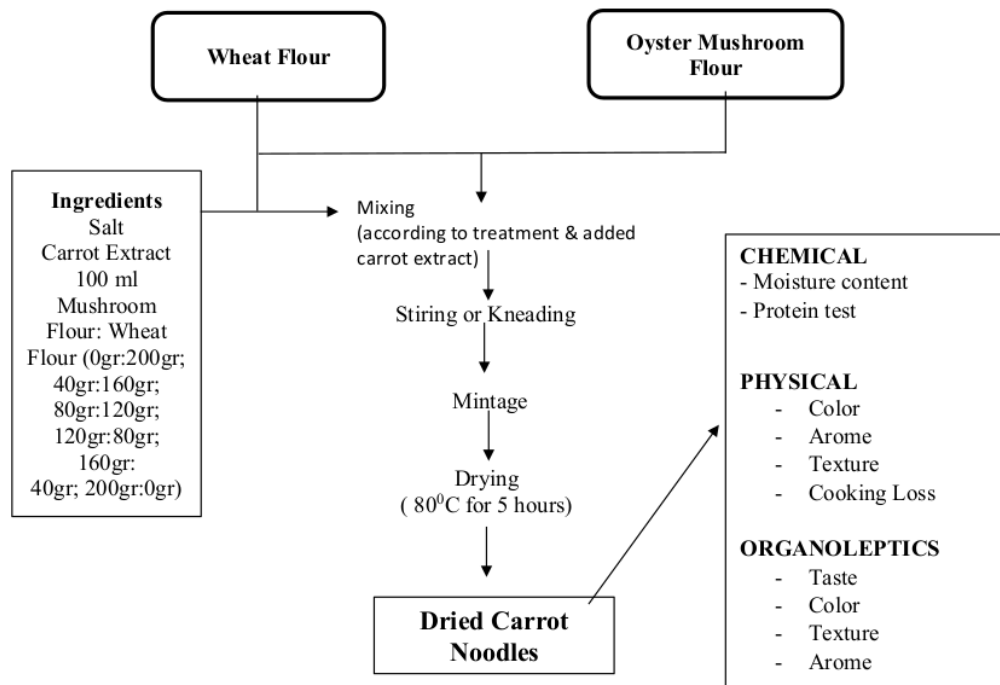 Wheat Flour
Oyster Mushroom
Flour
Ingredients
Salt
Carrot Extract
100 ml
Mushroom
Flour: Wheat
Flour (0gr:200gr;
40gr:160gr;
80gr:120gr;
120gr:80gr;
160gr:
40gr; 200gr:0gr)
Mixing
(according to treatment & added
carrot extract)
Stiring or Kneading
Mintage
Drying
( 80⁰C for 5 hours)
Dried Carrot
Noodles
CHEMICAL
- Moisture content
- Protein test
PHYSICAL
- Color
- Arome
- Texture
- Cooking Loss
ORGANOLEPTICS
- Taste
- Color
- Texture
- Arome